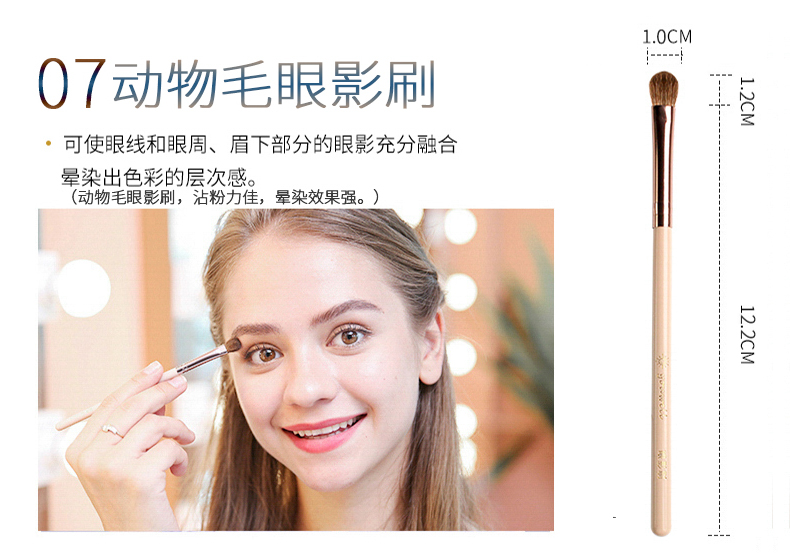 07动物毛眼影刷
• 可使眼线和眼周、眉下部分的眼影充分融合
晕染出色彩的层次感。
（动物毛眼影刷，沾粉力佳，晕染效果强。）
1.0CM
1.2CM
12.2CM